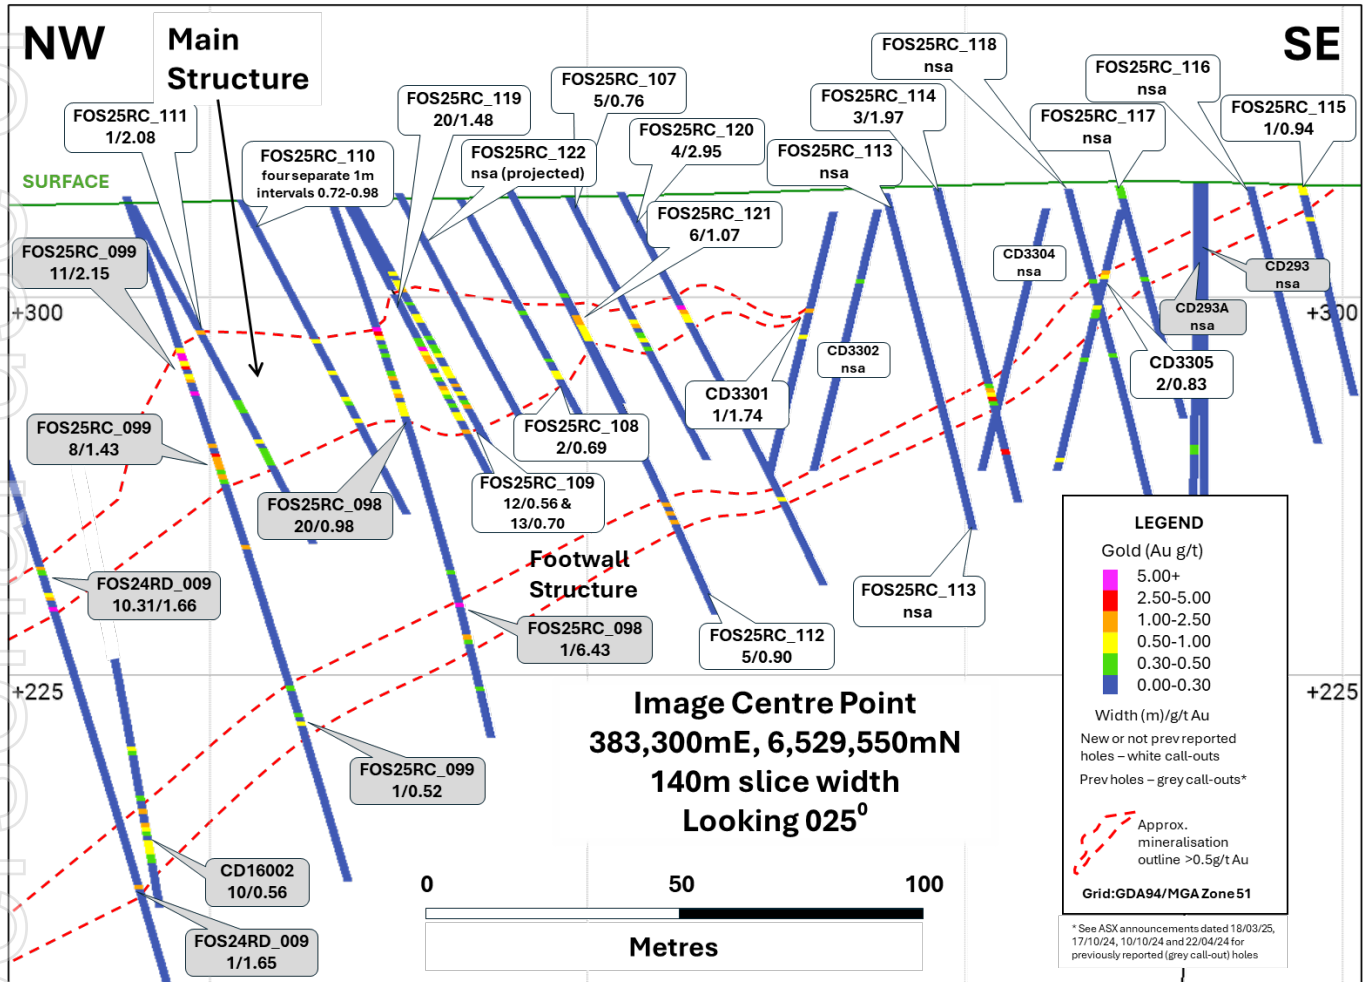 NW
Main
Structure
SE
FOS25RC_118
nsa
FOS25RC_116
nsa
FOS25RC_107
5/0.76
FOS25RC_119
20/1.48
FOS25RC_114
3/1.97
FOS25RC_115
1/0.94
FOS25RC_111
1/2.08
FOS25RC_117
nsa
FOS25RC_120
4/2.95
FOS25RC_110
four separate 1m
intervals 0.72-0.98
FOS25RC_122
nsa (projected)
FOS25RC_113
nsa
SURFACE
FOS25RC_121
6/1.07
FOS25RC_099
11/2.15
CD3304
nsa
CD293
nsa
+300
+300
CD293A
nsa
CD3302
nsa
CD3305
2/0.83
CD3301
1/1.74
FOS25RC_099
8/1.43
FOS25RC_108
2/0.69
FOS25RC_098
20/0.98
FOS25RC_109
12/0.56 &
13/0.70
Footwall
Structure
FOS24RD_009
10.31/1.66
FOS25RC_113
nsa
FOS25RC_098
1/6.43
FOS25RC_112
5/0.90
+225
+225
FOS25RC_099
1/0.52
CD16002
10/0.56
FOS24RD_009
1/1.65
Image Centre Point
383,300mE, 6,529,550mN
140m slice width
Looking 025⁰
0 50 100
Metres
LEGEND
Gold (Au g/t)
5.00+
2.50-5.00
1.00-2.50
0.50-1.00
0.30-0.50
0.00-0.30
Width (m)/g/t Au
New or not prev reported
holes – white call-outs
Prev holes – grey call-outs*
Approx.
mineralisation
outline >0.5g/t Au
Grid:GDA94/MGA Zone 51
* See ASX announcements dated 18/03/25,
17/10/24, 10/10/24 and 22/04/24 for
previously reported (grey call-out) holes